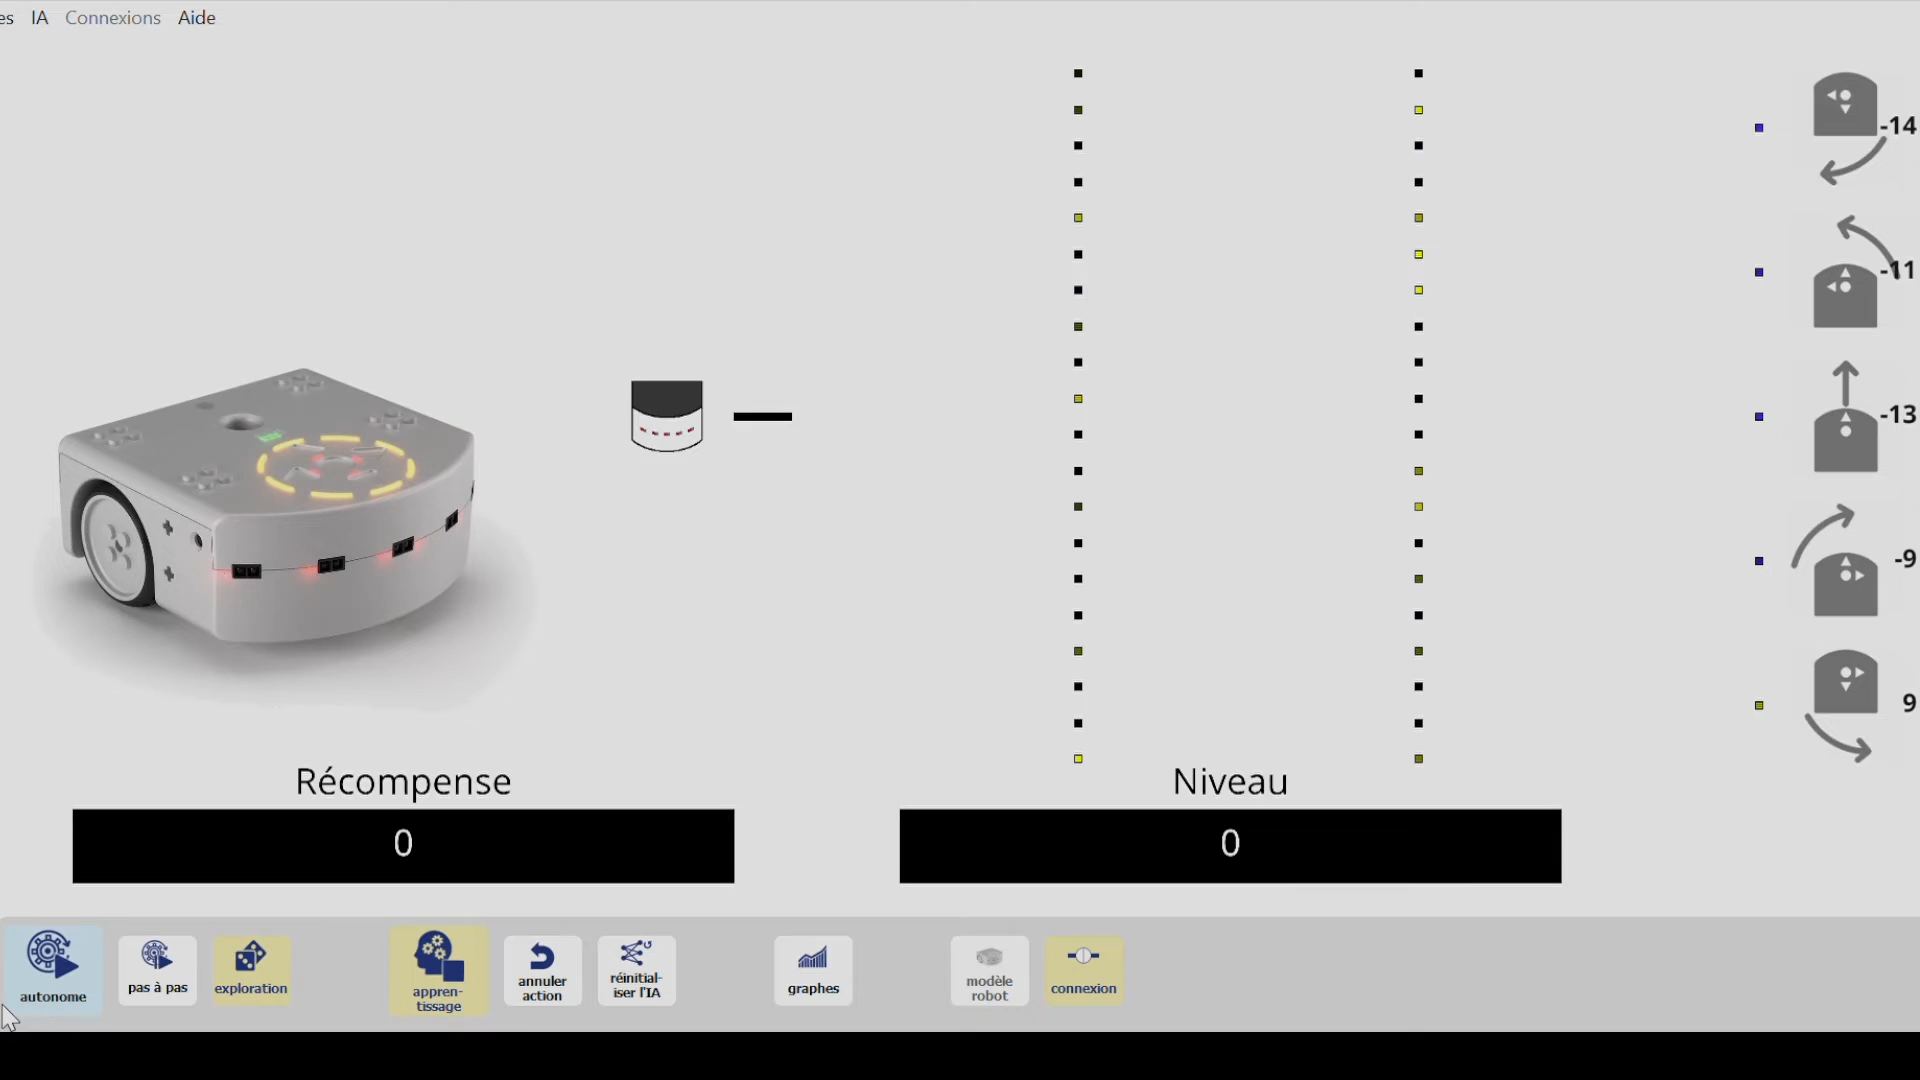 es IA Connexions Aide
-14
-11
-13
-9
9
Récompense
0
Niveau
0
autonome
pas à pas
exploration
appren-
tissage
annuler
action
réinitial-
iser l'IA
graphes
modèle
robot
connexion